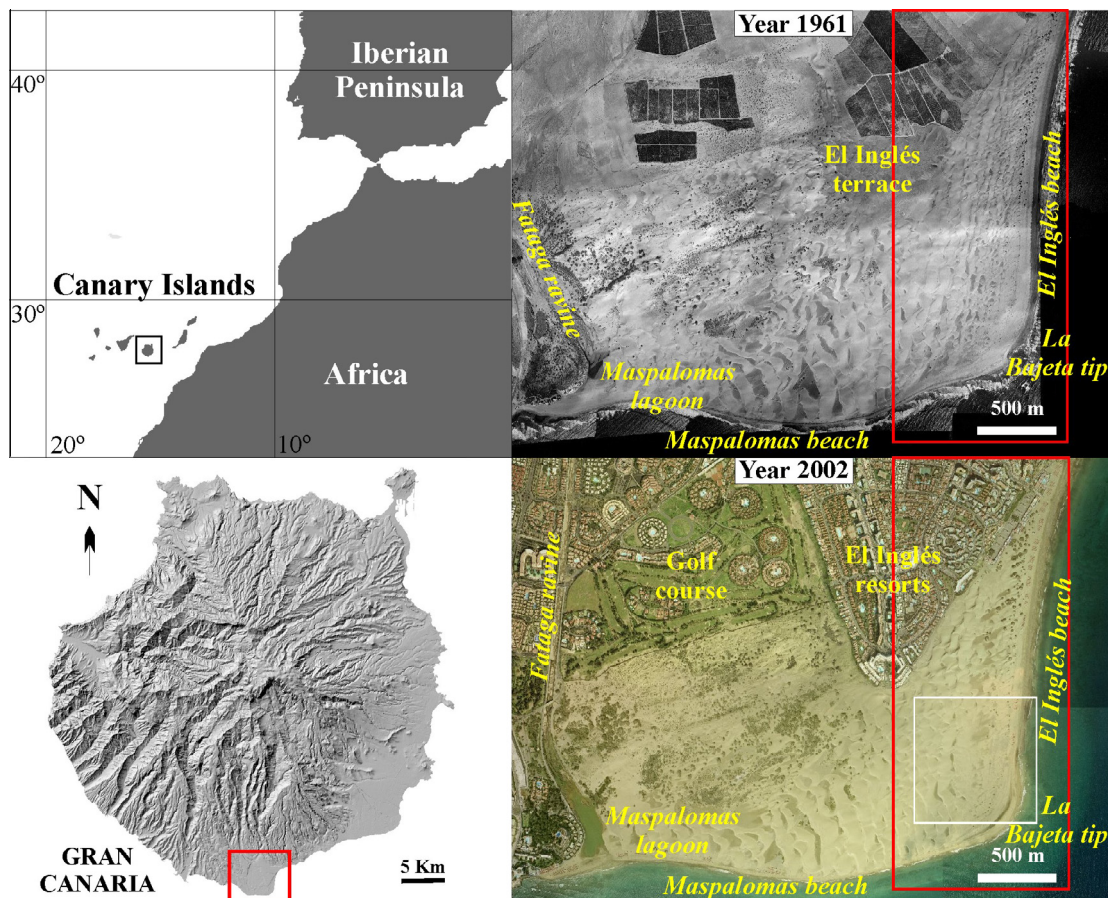 Iberian
Peninsula
40º
Canary Islands
30º
Africa
20º
10º
Year 1961
El Inglés
terrace
El Inglés beach
Fataga ravine
La
Bajeta tip
Maspalomas
lagoon
500 m
Maspalomas beach
N
GRAN
CANARIA
5 Km
Year 2002
Golf
course
El Inglés
resorts
Fataga ravine
El Inglés beach
Maspalomas
lagoon
La
Bajeta tip
500 m
Maspalomas beach